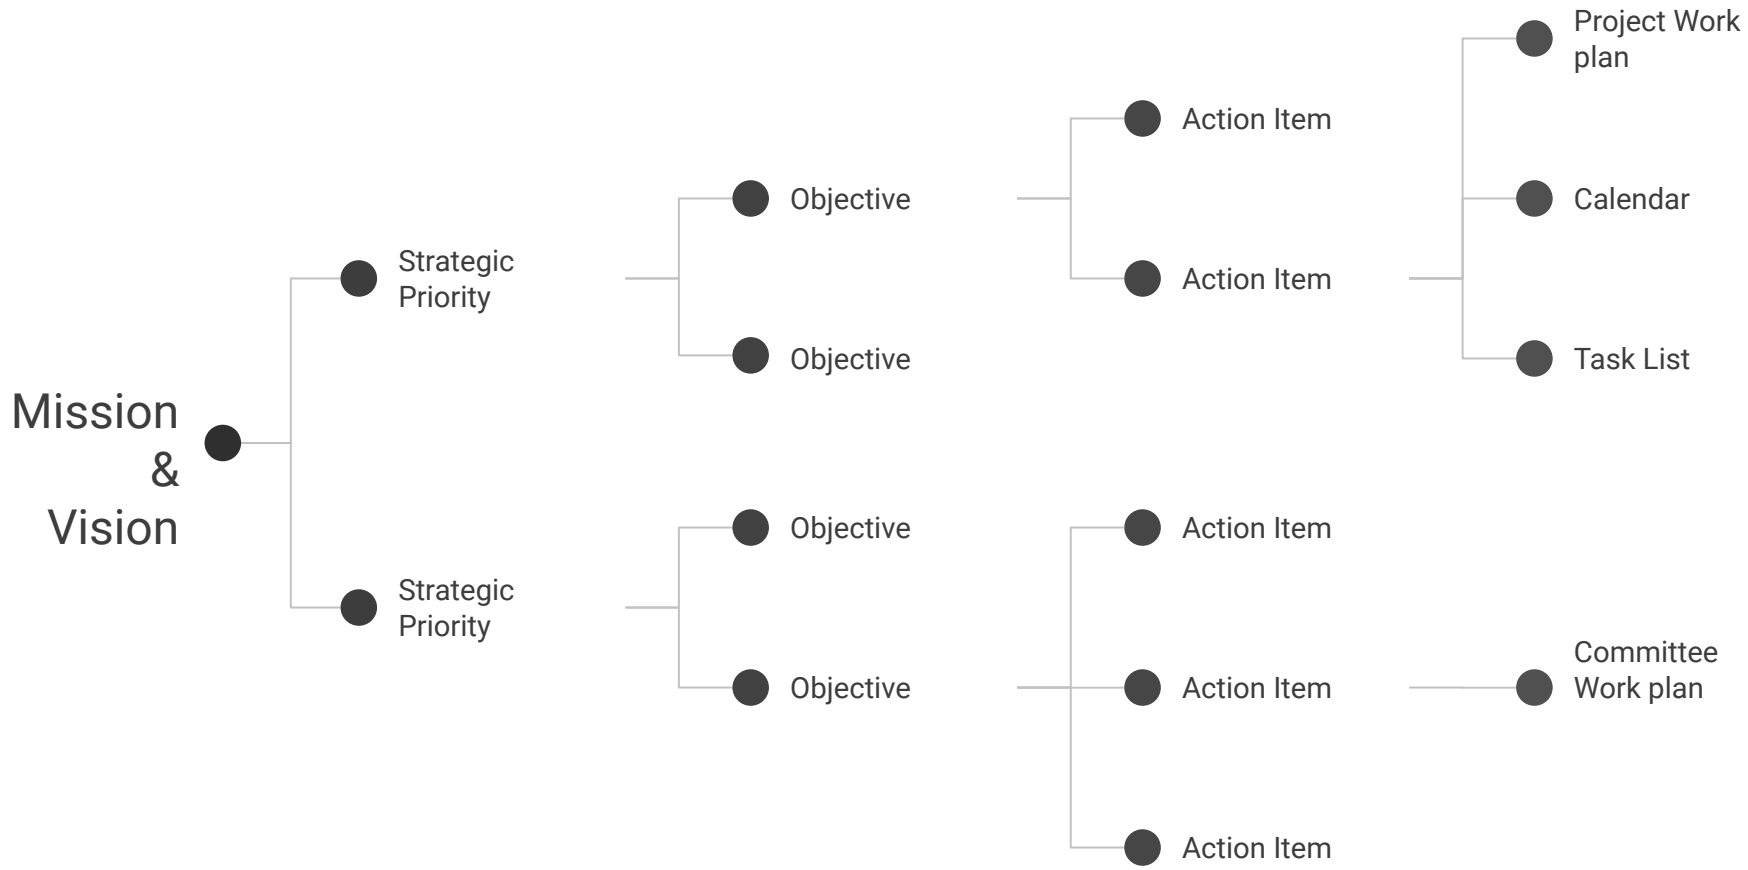 Mission
&
Vision
Strategic
Priority
Objective
Action Item
Action Item
Project Work
plan
Calendar
Task List
Objective
Strategic
Priority
Objective
Objective
Action Item
Action Item
Committee
Work plan
Action Item